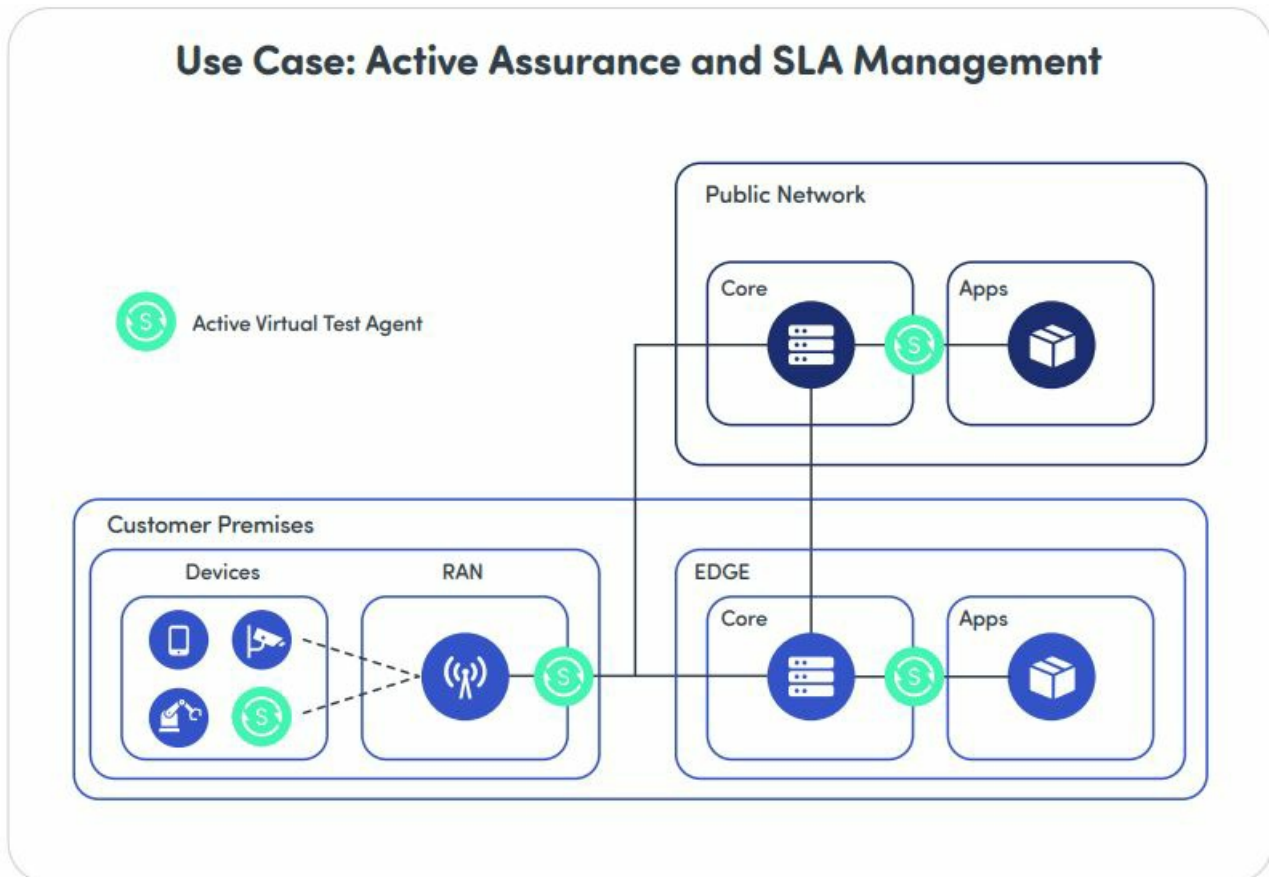 Use Case: Active Assurance and SLA Management
Public Network
Core
Apps
S
S
Active Virtual Test Agent
Customer Premises
Devices
RAN
EDGE
Core
Apps
S
S
S